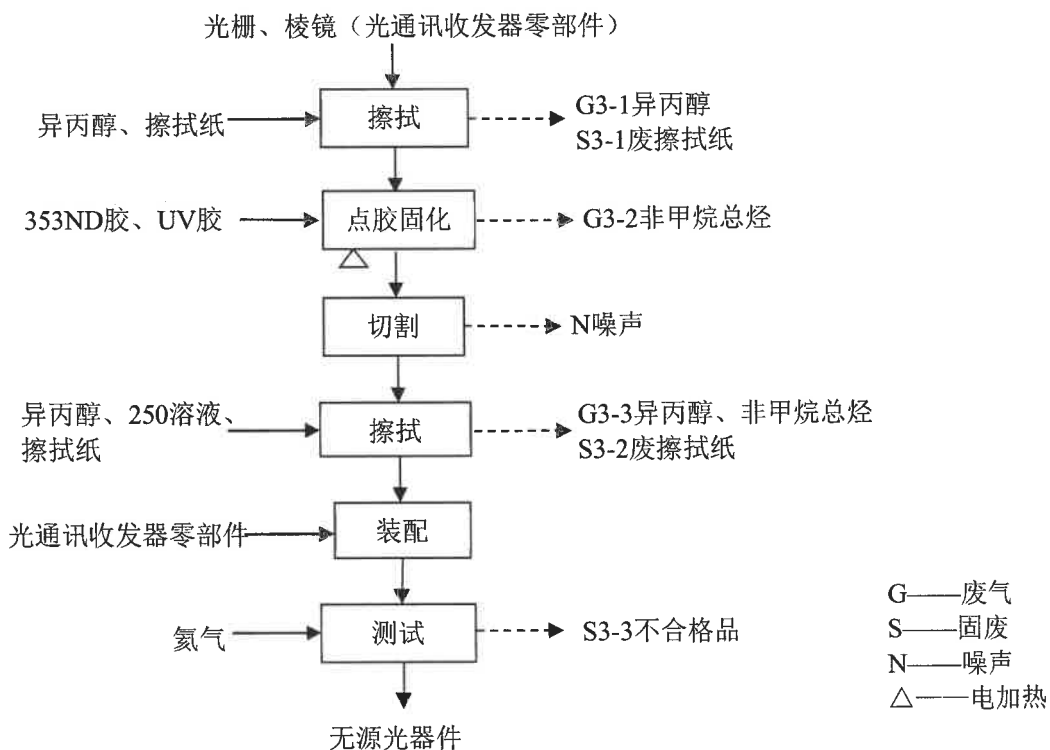 光栅、棱镜（光通讯收发器零部件）
异丙醇、擦拭纸
擦拭
G3-1异丙醇
S3-1废擦拭纸
353ND胶、UV胶
点胶固化
G3-2非甲烷总烃
切割
N噪声
异丙醇、250溶液、
擦拭纸
擦拭
G3-3异丙醇、非甲烷总烃
S3-2废擦拭纸
光通讯收发器零部件
装配
氦气
测试
S3-3不合格品
无源光器件
G——废气
S——固废
N——噪声
△——电加热